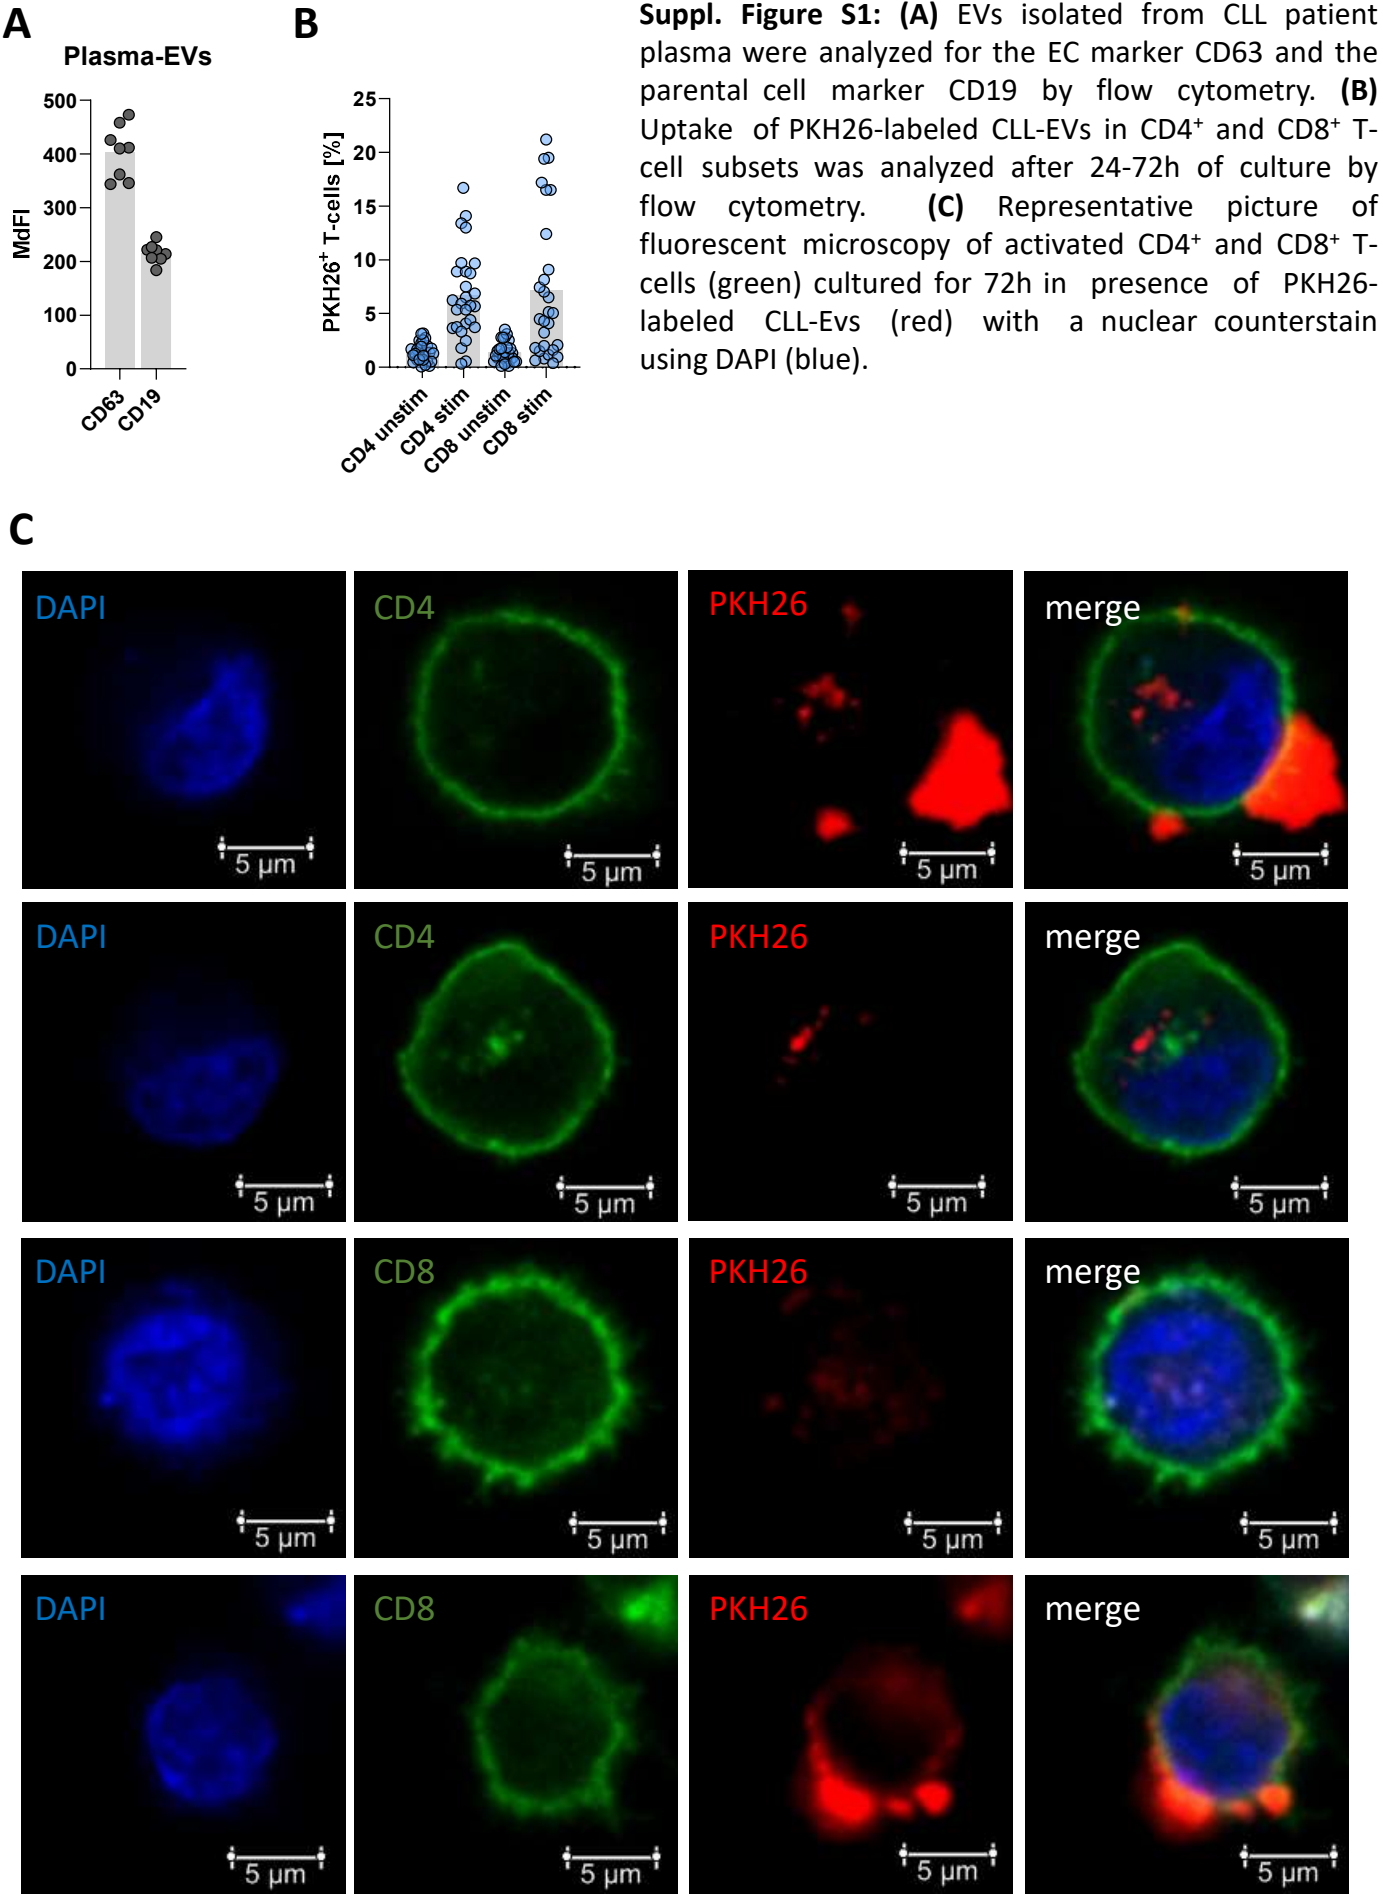 A
Plasma-EVs
MdFI
500
400
300
200
100
0
CD63
CD19
B
PKH26+ T-cells [%]
25
20
15
10
5
0
CD4 unstim
CD4 stim
CD8 unstim
CD8 stim
Suppl. Figure S1: (A) EVs isolated from CLL patient
plasma were analyzed for the EC marker CD63 and the
parental cell marker CD19 by flow cytometry. (B)
Uptake of PKH26-labeled CLL-EVs in CD4+ and CD8+ T-
cell subsets was analyzed after 24-72h of culture by
flow cytometry. (C) Representative picture of
fluorescent microscopy of activated CD4+ and CD8+ T-
cells (green) cultured for 72h in presence of PKH26-
labeled CLL-Evs (red) with a nuclear counterstain
using DAPI (blue).
C
DAPI
5 µm
CD4
5 µm
PKH26
5 µm
merge
5 µm
DAPI
5 µm
CD4
5 µm
PKH26
5 µm
merge
5 µm
DAPI
5 µm
CD8
5 µm
PKH26
5 µm
merge
5 µm
DAPI
5 µm
CD8
5 µm
PKH26
5 µm
merge
5 µm